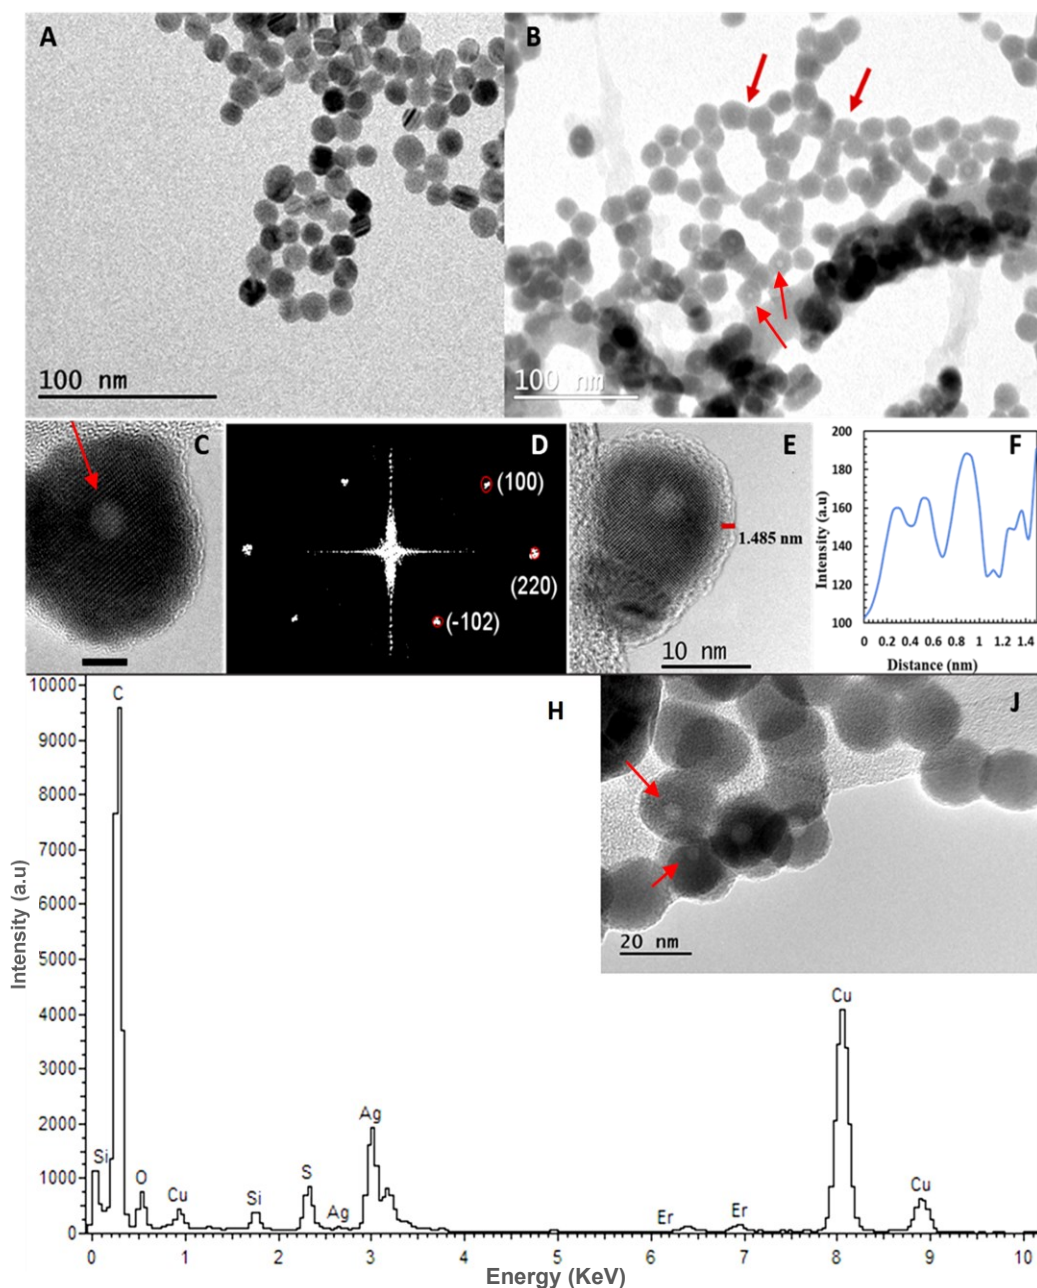 A
B
100 nm
100 nm
C
D
(100)
(220)
(-102)
E
1.485 nm
10 nm
F
200
180
160
140
120
100
Intensity (a.u)
0 0.2 0.4 0.6 0.8 1 1.2 1.4
Distance (nm)
H
J
20 nm
10000
9000
8000
7000
6000
5000
4000
3000
2000
1000
0
Intensity (a.u)
C
Si
O
Cu
Si
S
Ag
Ag
Er
Er
Cu
Cu
0 1 2 3 4 5 6 7 8 9 10
Energy (KeV)